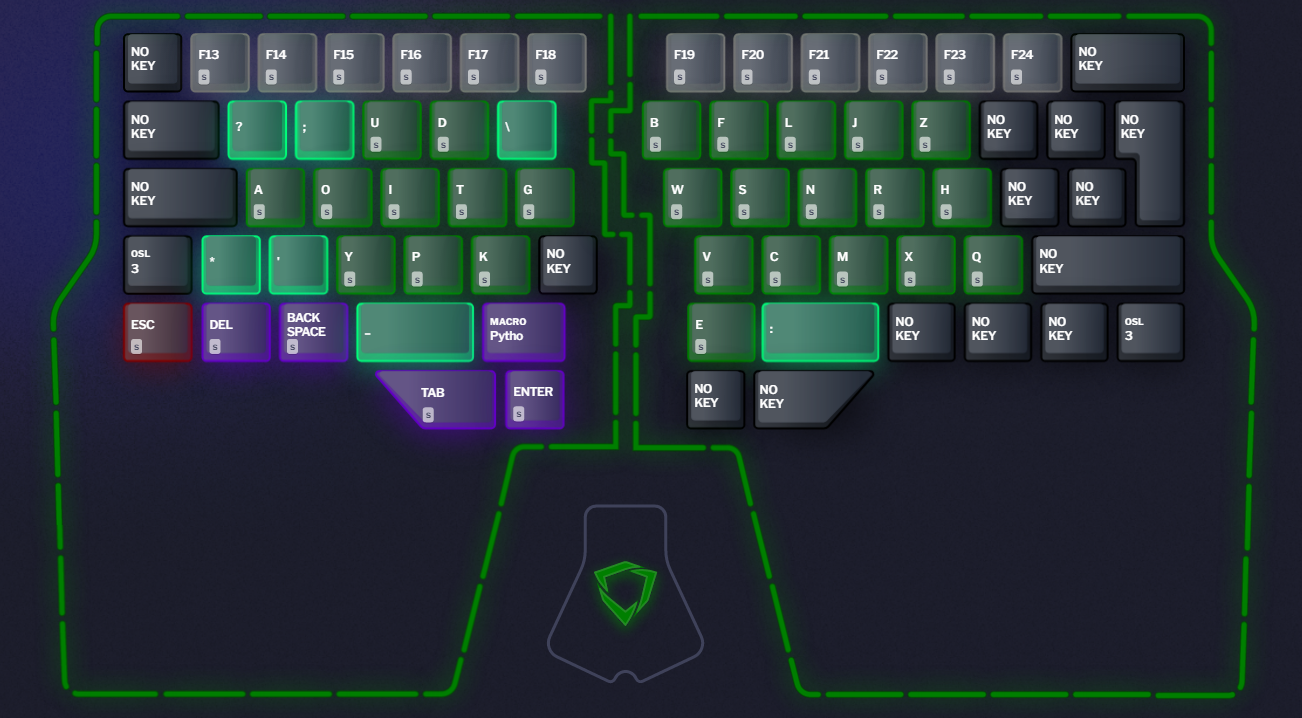 NO KEY F13 S F14 S F15 S F16 S F17 S F18 S F19 S F20 S F21 S F22 S F23 S F24 S NO KEY
NO KEY ? ; U S D S \ B S F S L S J S Z S NO KEY NO KEY NO KEY
NO KEY A S O S I S T S G S W S S S N S R S H S NO KEY NO KEY
OSL 3 * ' Y S P S K S NO KEY V S C S M S X S Q S NO KEY
ESC S DEL S BACK SPACE S _ MACRO Pytho E S : NO KEY NO KEY NO KEY OSL 3
TAB S ENTER S NO KEY NO KEY